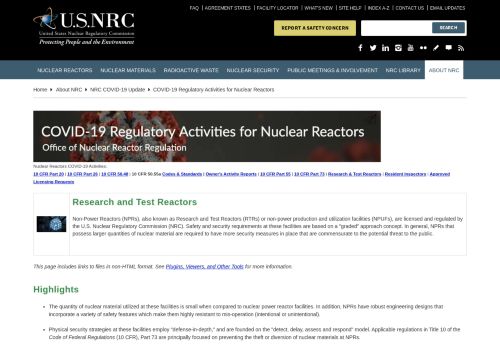 FAQ | AGREEMENT STATES | FACILITY LOCATOR | WHAT'S NEW | SITE HELP | INDEX A-Z | CONTACT US | EMAIL UPDATES
U.S.NRC
United States Nuclear Regulatory Commission
Protecting People and the Environment
REPORT A SAFETY CONCERN
SEARCH
NUCLEAR REACTORS NUCLEAR MATERIALS RADIOACTIVE WASTE NUCLEAR SECURITY PUBLIC MEETINGS & INVOLVEMENT NRC LIBRARY ABOUT NRC
Home About NRC NRC COVID-19 Update COVID-19 Regulatory Activities for Nuclear Reactors
COVID-19 Regulatory Activities for Nuclear Reactors
Office of Nuclear Reactor Regulation
Nuclear Reactors COVID-19 Activities:
10 CFR Part 20 | 10 CFR Part 26 | 10 CFR 50.48 | 10 CFR 50.55a Codes & Standards | Owner's Activity Reports | 10 CFR Part 55 | 10 CFR Part 73 | Research & Test Reactors | Resident Inspectors | Approved
Licensing Requests
Research and Test Reactors
Non-Power Reactors (NPRs), also known as Research and Test Reactors (RTRs) or non-power production and utilization facilities (NPUFs), are licensed and regulated by
the U.S. Nuclear Regulatory Commission (NRC). Safety and security requirements at these facilities are based on a "graded" approach concept. In general, NPRs that
possess larger quantities of nuclear material are required to have more security measures in place that are commensurate to the potential threat to the public.
This page includes links to files in non-HTML format. See Plugins, Viewers, and Other Tools for more information.
Highlights
The quantity of nuclear material utilized at these facilities is small when compared to nuclear power reactor facilities. In addition, NPRs have robust engineering designs that
incorporate a variety of safety features which make them highly resistant to mis-operation (intentional or unintentional).
Physical security strategies at these facilities employ "defense-in-depth," and are founded on the "detect, delay, assess and respond" model. Applicable regulations in Title 10 of the
Code of Federal Regulations (10 CFR), Part 73 are principally focused on preventing the theft or diversion of nuclear materials at NPRs.